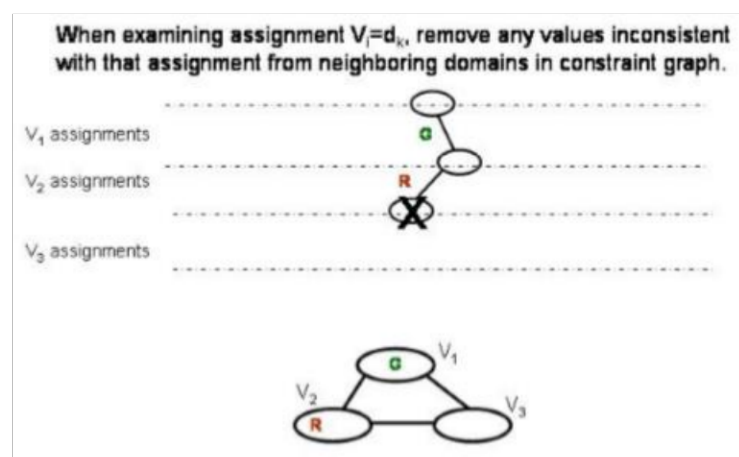 When examining assignment Vᵢ=dₖ, remove any values inconsistent
with that assignment from neighboring domains in constraint graph.
V₁ assignments
G
V₂ assignments
R
X
V₃ assignments
G
V₁
V₂
V₃
R